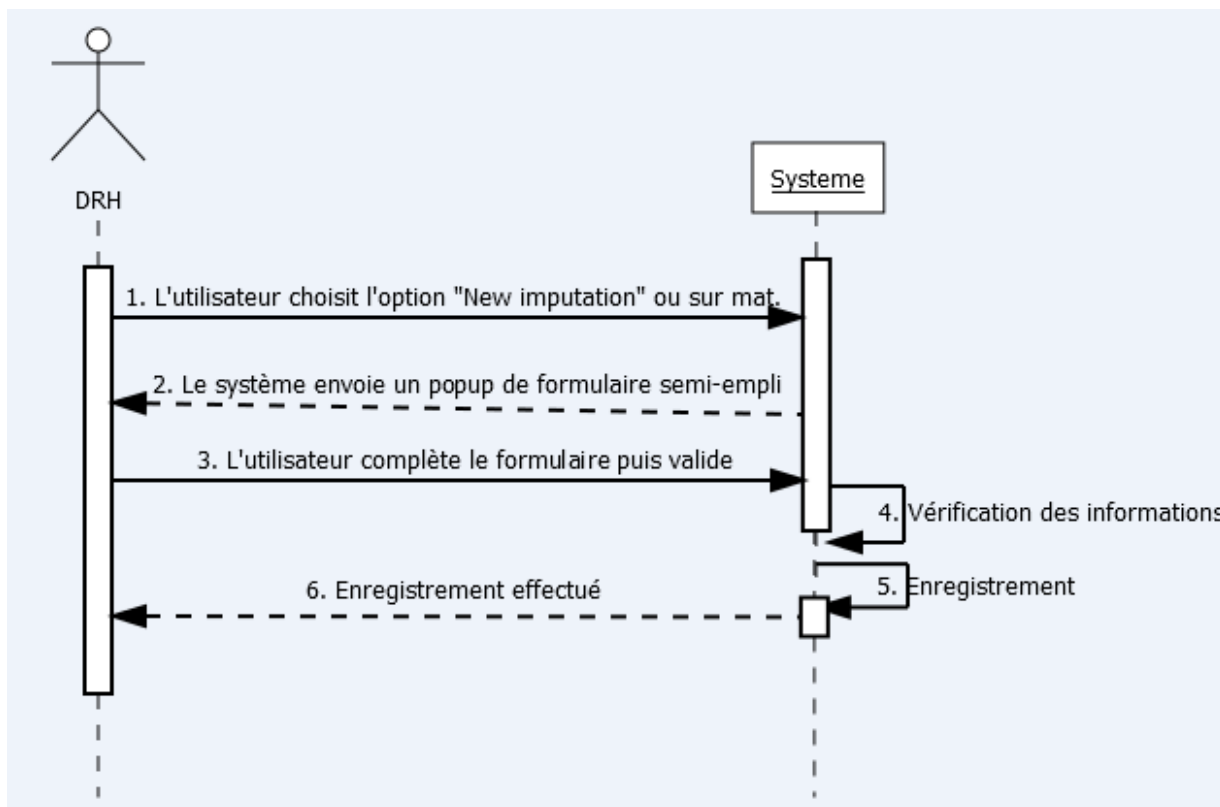 DRH
Systeme
1. L'utilisateur choisit l'option "New imputation" ou sur mat.
2. Le système envoie un popup de formulaire semi-empli
3. L'utilisateur complète le formulaire puis valide
4. Vérification des informations
5. Enregistrement
6. Enregistrement effectué